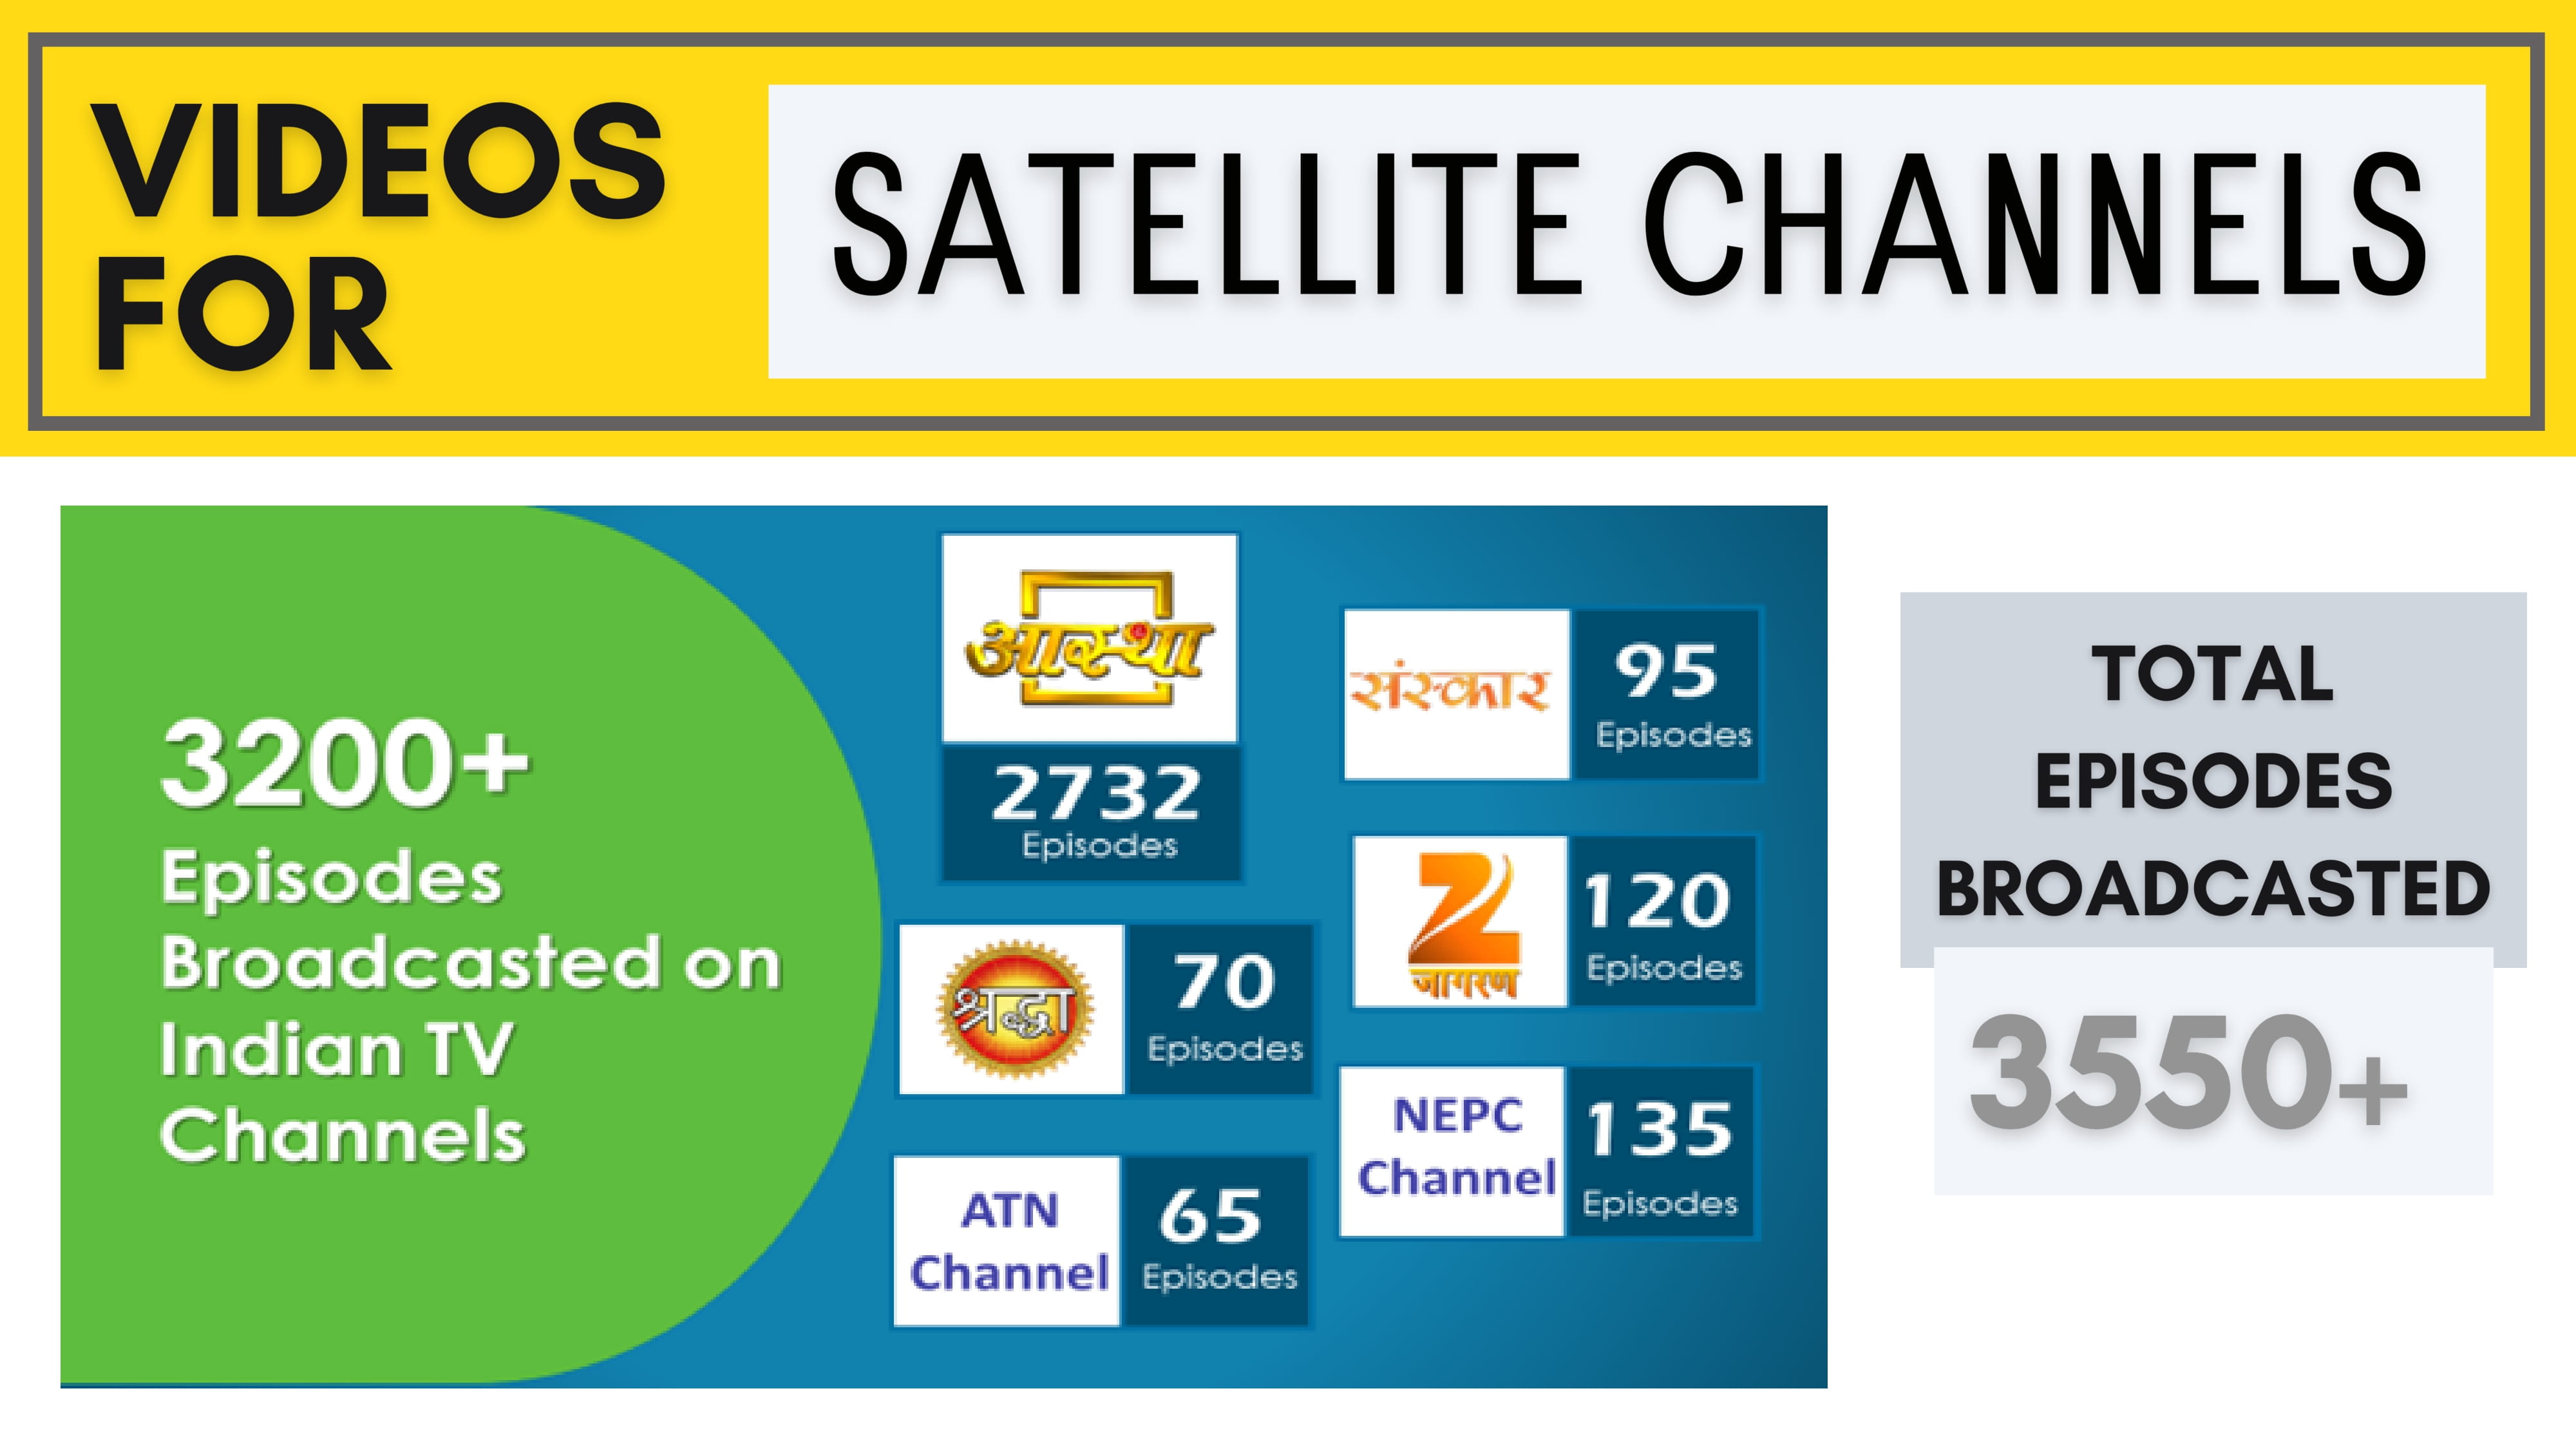 VIDEOS
FOR
SATELLITE CHANNELS
3200+
Episodes
Broadcasted on
Indian TV
Channels
आस्था
2732
Episodes
संस्कार
95
Episodes
श्रद्धा
70
Episodes
जागरण
120
Episodes
ATN
Channel
65
Episodes
NEPC
Channel
135
Episodes
TOTAL
EPISODES
BROADCASTED
3550+